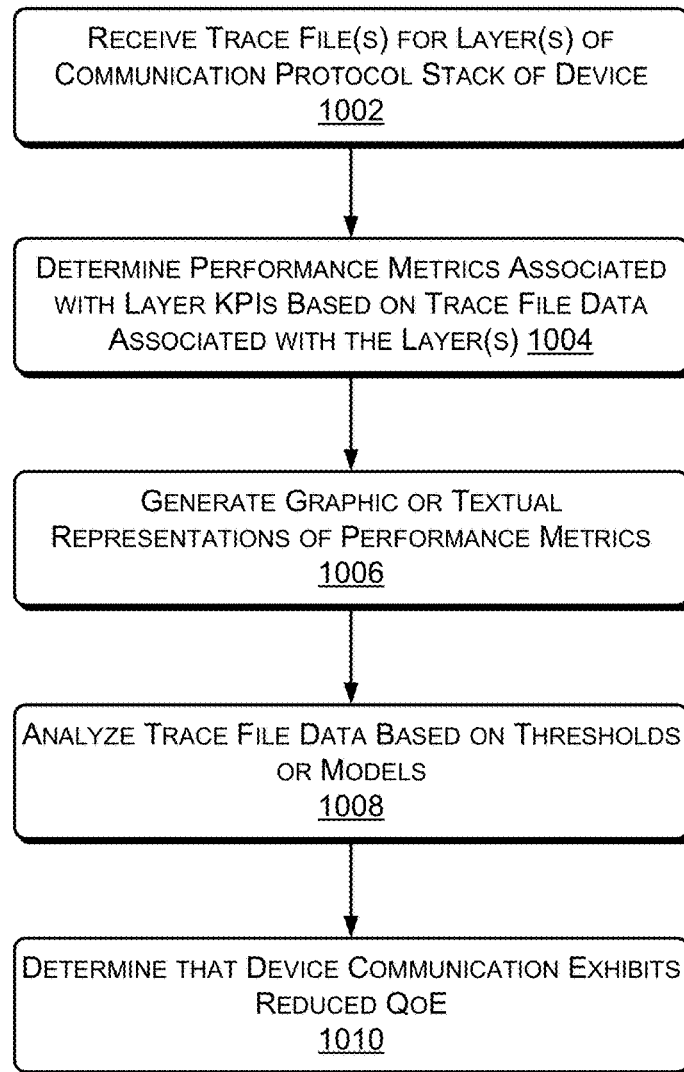 RECEIVE TRACE FILE(S) FOR LAYER(S) OF
COMMUNICATION PROTOCOL STACK OF DEVICE
1002
DETERMINE PERFORMANCE METRICS ASSOCIATED
WITH LAYER KPIS BASED ON TRACE FILE DATA
ASSOCIATED WITH THE LAYER(S) 1004
GENERATE GRAPHIC OR TEXTUAL
REPRESENTATIONS OF PERFORMANCE METRICS
1006
ANALYZE TRACE FILE DATA BASED ON THRESHOLDS
OR MODELS
1008
DETERMINE THAT DEVICE COMMUNICATION EXHIBITS
REDUCED QOE
1010